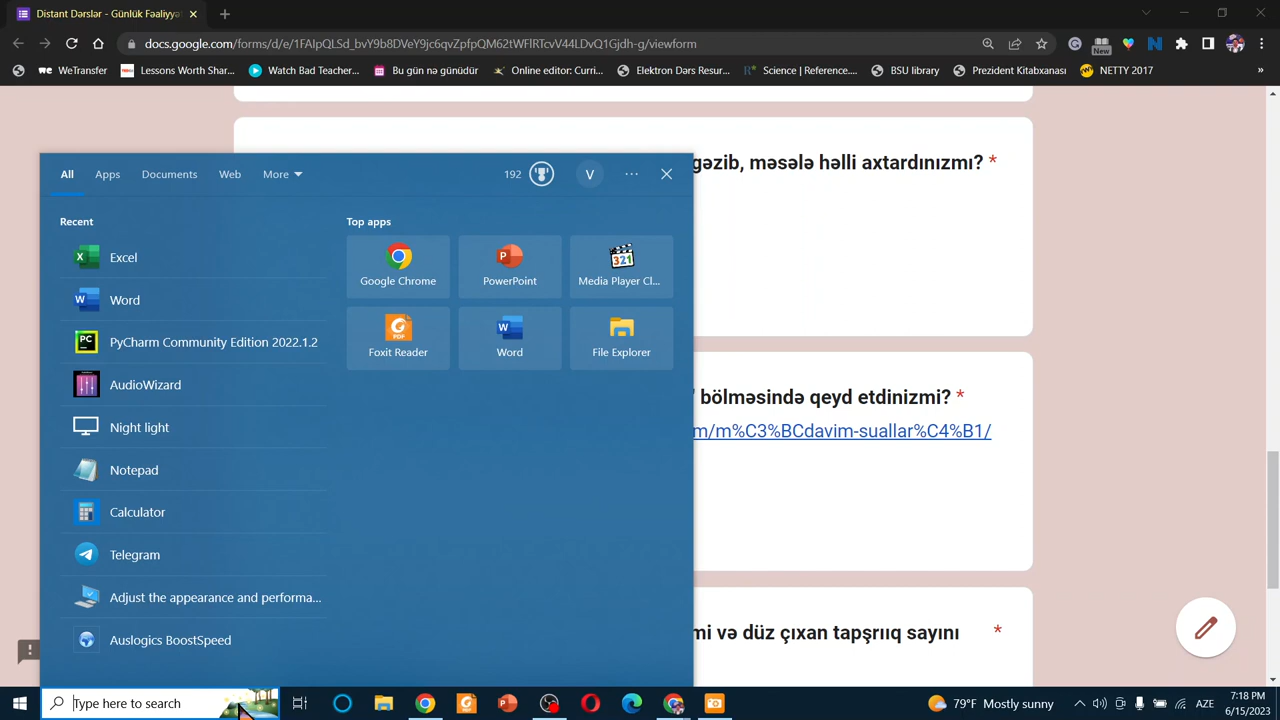 Distant Dərslər - Günlük Fəaliyyət
docs.google.com/forms/d/e/1FAIpQLSd_bvY9b8DVeY9jc6qvZpfpQM62tWFlRTcvV44LDvQ1Gjdh-g/viewform
New
WeTransfer
Lessons Worth Shar...
Watch Bad Teacher...
Bu gün nə günüdür
Online editor: Curri...
Elektron Dərs Resur...
Science | Reference...
BSU library
Prezident Kitabxanası
NETTY 2017
»
gəzib, məsələ həlli axtardınızmı? *
All
Apps
Documents
Web
More
192
V
Recent
Top apps
Excel
Word
PyCharm Community Edition 2022.1.2
AudioWizard
Night light
Notepad
Calculator
Telegram
Adjust the appearance and performa...
Auslogics BoostSpeed
Google Chrome
PowerPoint
Media Player Cl...
Foxit Reader
Word
File Explorer
bölməsində qeyd etdinizmi? *
m/m%C3%BCdavim-suallar%C4%B1/
mi və düz çıxan tapşrııq sayını *
Type here to search
79°F Mostly sunny
AZE
7:18 PM
6/15/2023